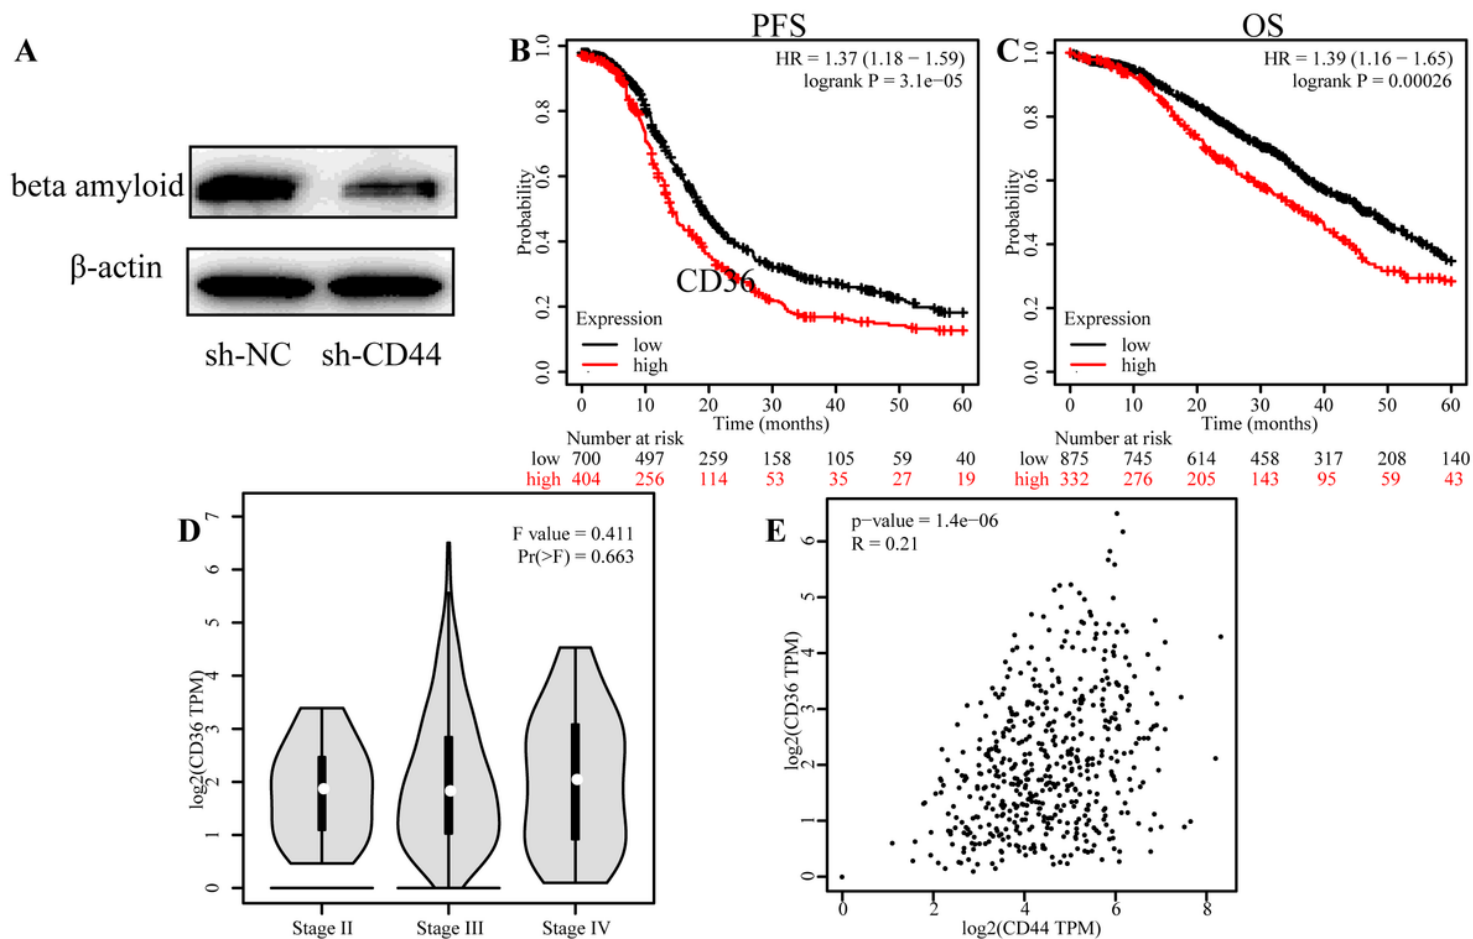 A
beta amyloid
β-actin
sh-NC sh-CD44
B
PFS
HR = 1.37 (1.18 − 1.59)
logrank P = 3.1e−05
Probability
0.0 0.2 0.4 0.6 0.8 1.0
CD36
Expression
low
high
0 10 20 30 40 50 60
Time (months)
Number at risk
low 700 497 259 158 105 59 40
high 404 256 114 53 35 27 19
C
OS
HR = 1.39 (1.16 − 1.65)
logrank P = 0.00026
Probability
0.0 0.2 0.4 0.6 0.8 1.0
Expression
low
high
0 10 20 30 40 50 60
Time (months)
Number at risk
low 875 745 614 458 317 208 140
high 332 276 205 143 95 59 43
D
F value = 0.411
Pr(>F) = 0.663
log2(CD36 TPM)
0 1 2 3 4 5 6 7
Stage II Stage III Stage IV
E
p−value = 1.4e−06
R = 0.21
log2(CD36 TPM)
0 1 2 3 4 5 6
0 2 4 6 8
log2(CD44 TPM)